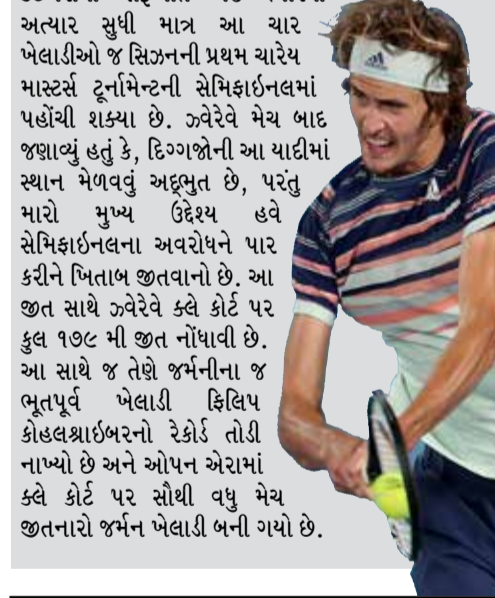 અત્યાર સુધી માત્ર આ ચાર
ખેલાડીઓ જ સિઝનની પ્રથમ ચારેય
માસ્ટર્સ ટૂર્નામેન્ટની સેમિફાઇનલમાં
પહોંચી શક્યા છે. ઝ્વેરેવે મેચ બાદ
જણાવ્યું હતું કે, દિગ્ગજોની આ યાદીમાં
સ્થાન મેળવવું અદ્ભુત છે, પરંતુ
મારો મુખ્ય ઉદ્દેશ્ય હવે
સેમિફાઇનલના અવરોધને પાર
કરીને ખિતાબ જીતવાનો છે. આ
જીત સાથે ઝ્વેરેવે ક્લે કોર્ટ પર
કુલ ૧૭૯ મી જીત નોંધાવી છે.
આ સાથે જ તેણે જર્મનીના જ
ભૂતપૂર્વ ખેલાડી ફિલિપ
કોહલશ્રાઇબરનો રેકોર્ડ તોડી
નાખ્યો છે અને ઓપન એરામાં
ક્લે કોર્ટ પર સૌથી વધુ મેચ
જીતનારો જર્મન ખેલાડી બની ગયો છે.